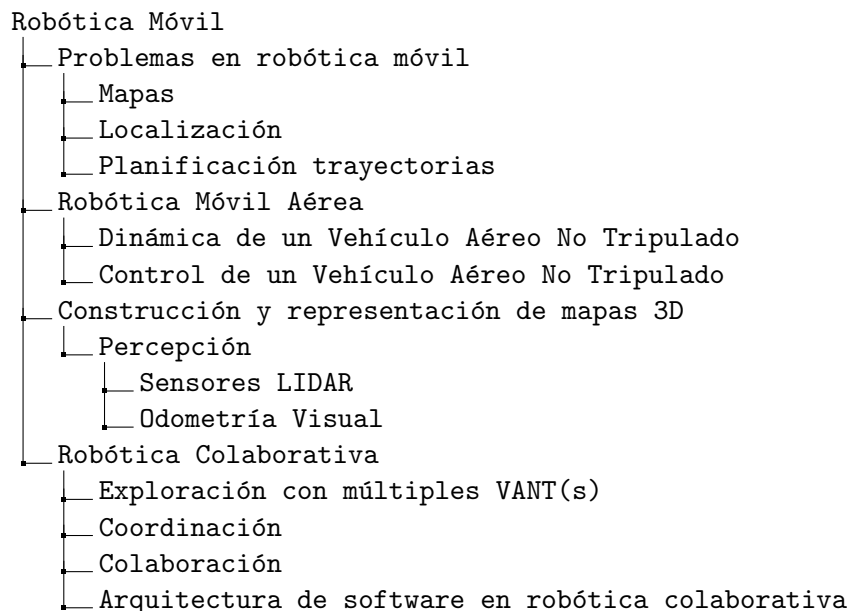 Robótica Móvil
Problemas en robótica móvil
Mapas
Localización
Planificación trayectorias
Robótica Móvil Aérea
Dinámica de un Vehículo Aéreo No Tripulado
Control de un Vehículo Aéreo No Tripulado
Construcción y representación de mapas 3D
Percepción
Sensores LIDAR
Odometría Visual
Robótica Colaborativa
Exploración con múltiples VANT(s)
Coordinación
Colaboración
Arquitectura de software en robótica colaborativa